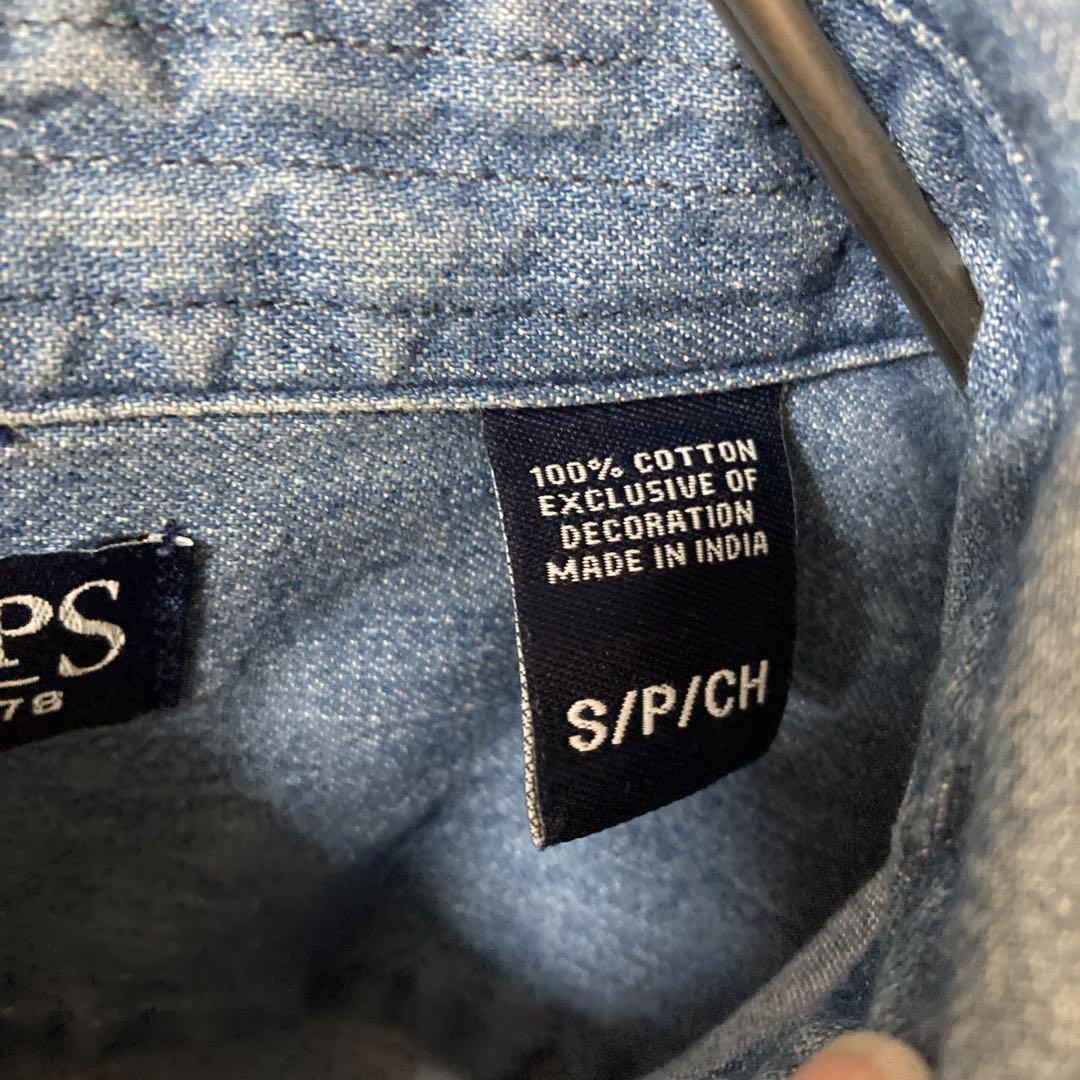 100% COTTON
EXCLUSIVE OF
DECORATION
MADE IN INDIA
S/P/CH
PS
78